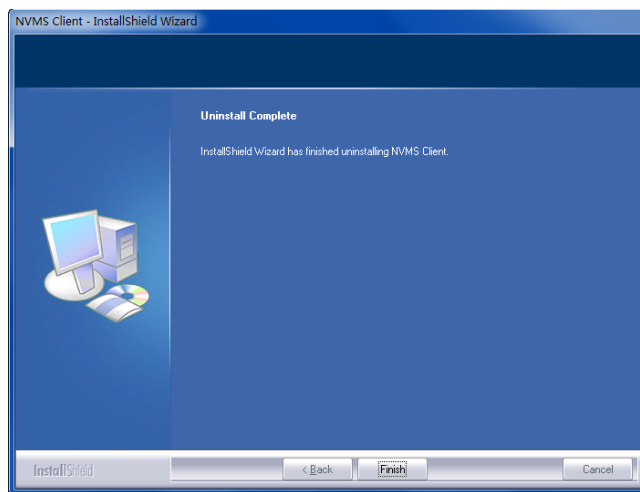 NVMS Client - InstallShield Wizard
Uninstall Complete
InstallShield Wizard has finished uninstalling NVMS Client.
InstallShield
< Back
Finish
Cancel